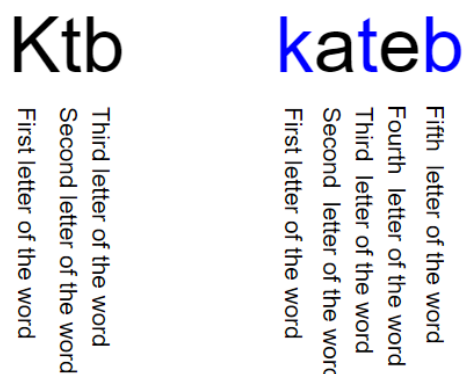 Ktb
First letter of the word
Second letter of the word
Third letter of the word
kateb
First letter of the word
Second letter of the word
Third letter of the word
Fourth letter of the word
Fifth letter of the word